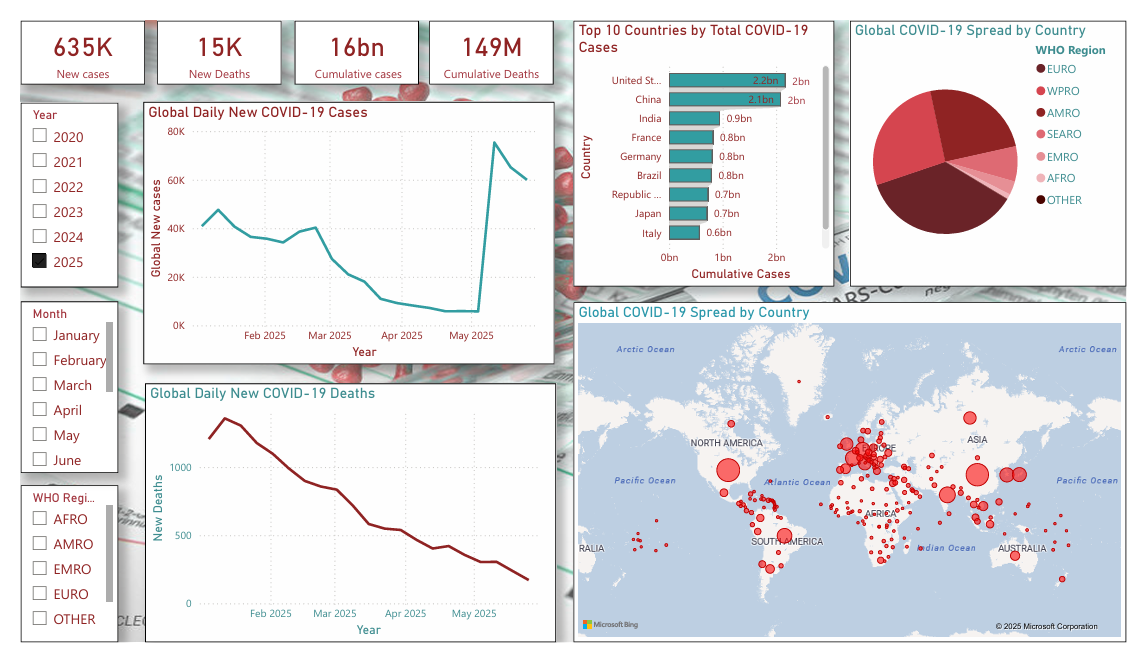 635K
New cases
15K
New Deaths
16bn
Cumulative cases
149M
Cumulative Deaths
Year
2020
2021
2022
2023
2024
2025
Month
January
February
March
April
May
June
WHO Regi...
AFRO
AMRO
EMRO
EURO
OTHER
Global Daily New COVID-19 Cases
Global New cases
80K
60K
40K
20K
0K
Feb 2025
Mar 2025
Apr 2025
May 2025
Year
Global Daily New COVID-19 Deaths
New Deaths
1000
500
0
Feb 2025
Mar 2025
Apr 2025
May 2025
Year
Top 10 Countries by Total COVID-19
Cases
Country
United St... 2.2bn 2bn
China 2.1bn 2bn
India 0.9bn
France 0.8bn
Germany 0.8bn
Brazil 0.8bn
Republic ... 0.7bn
Japan 0.7bn
Italy 0.6bn
0bn 1bn 2bn
Cumulative Cases
Global COVID-19 Spread by Country
WHO Region
EURO
WPRO
AMRO
SEARO
EMRO
AFRO
OTHER
Global COVID-19 Spread by Country
Arctic Ocean
Arctic Ocean
NORTH AMERICA
EUROPE
ASIA
Pacific Ocean
Atlantic Ocean
Pacific Ocean
AFRICA
RALIA
SOUTH AMERICA
Indian Ocean
AUSTRALIA
Microsoft Bing
© 2025 Microsoft Corporation